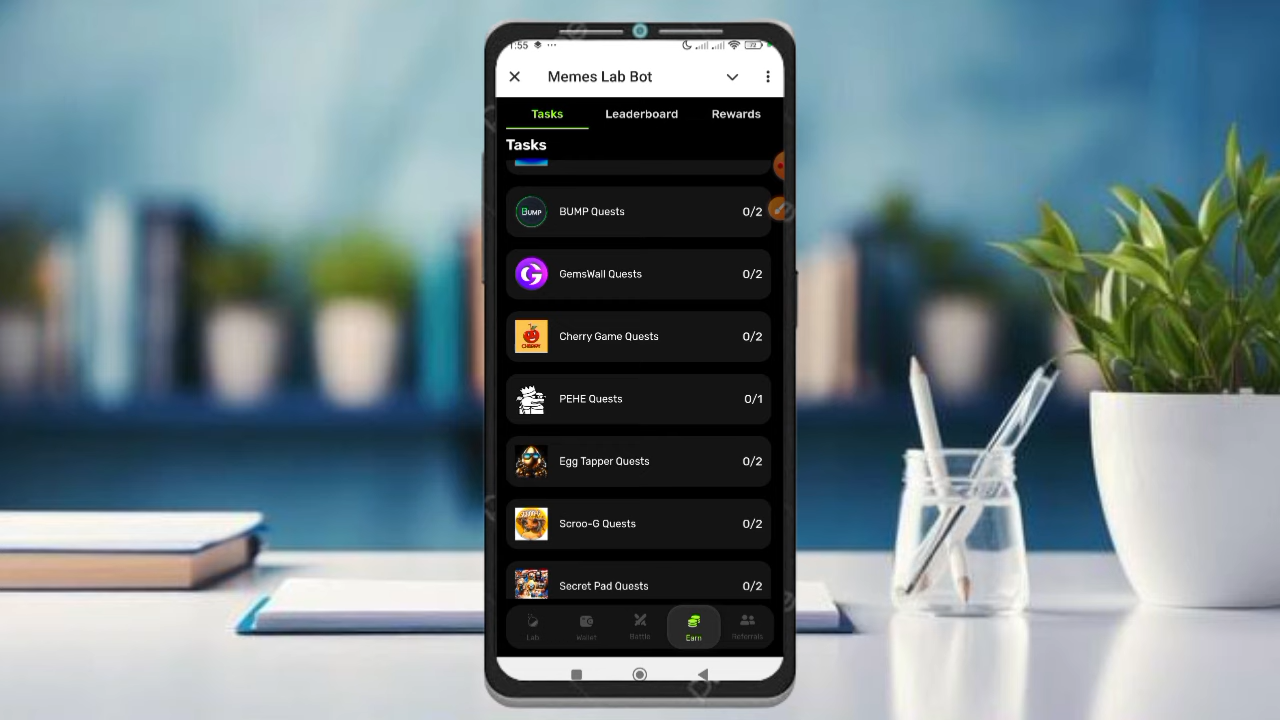 1:55
Memes Lab Bot
Tasks Leaderboard Rewards
Tasks
BUMP
BUMP Quests 0/2
GemsWall Quests 0/2
CHERRY
Cherry Game Quests 0/2
PEHE Quests 0/1
Egg Tapper Quests 0/2
Scroo-G Quests 0/2
Secret Pad Quests 0/2
Lab Wallet Battle Earn Referrals